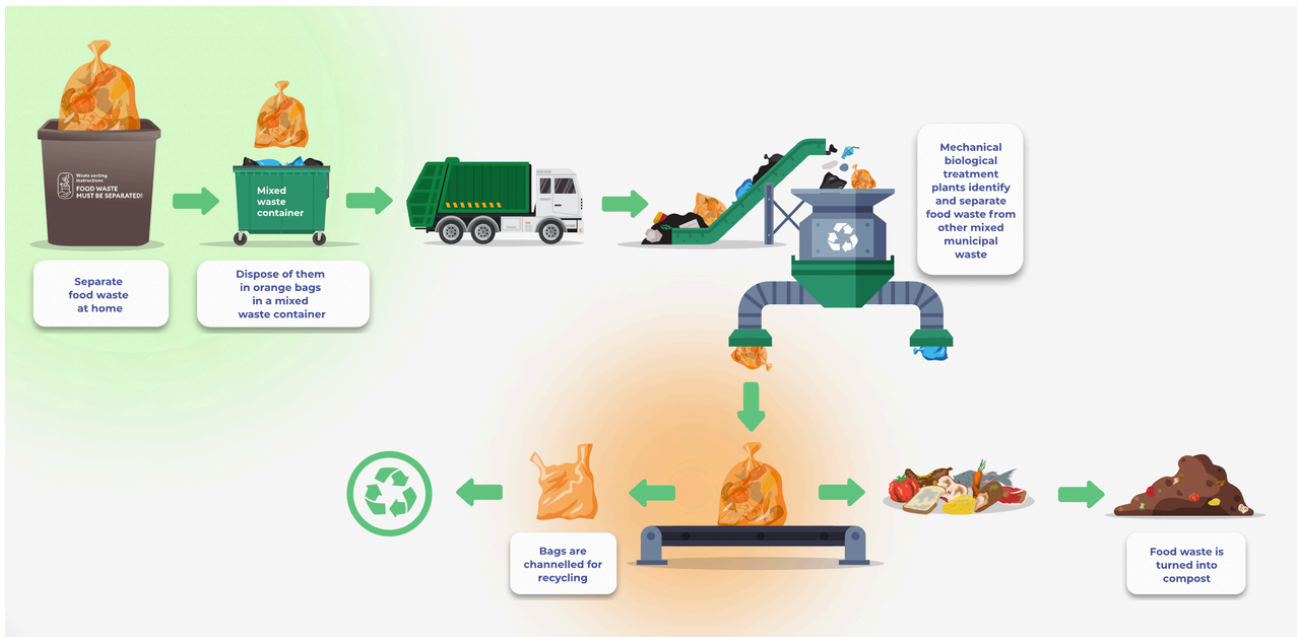 Waste sorting
instructions:
FOOD WASTE
MUST BE SEPARATED!
Mixed
waste
container
Separate
food waste
at home
Dispose of them
in orange bags
in a mixed
waste container
Mechanical
biological
treatment
plants identify
and separate
food waste from
other mixed
municipal
waste
Bags are
channelled for
recycling
Food waste is
turned into
compost